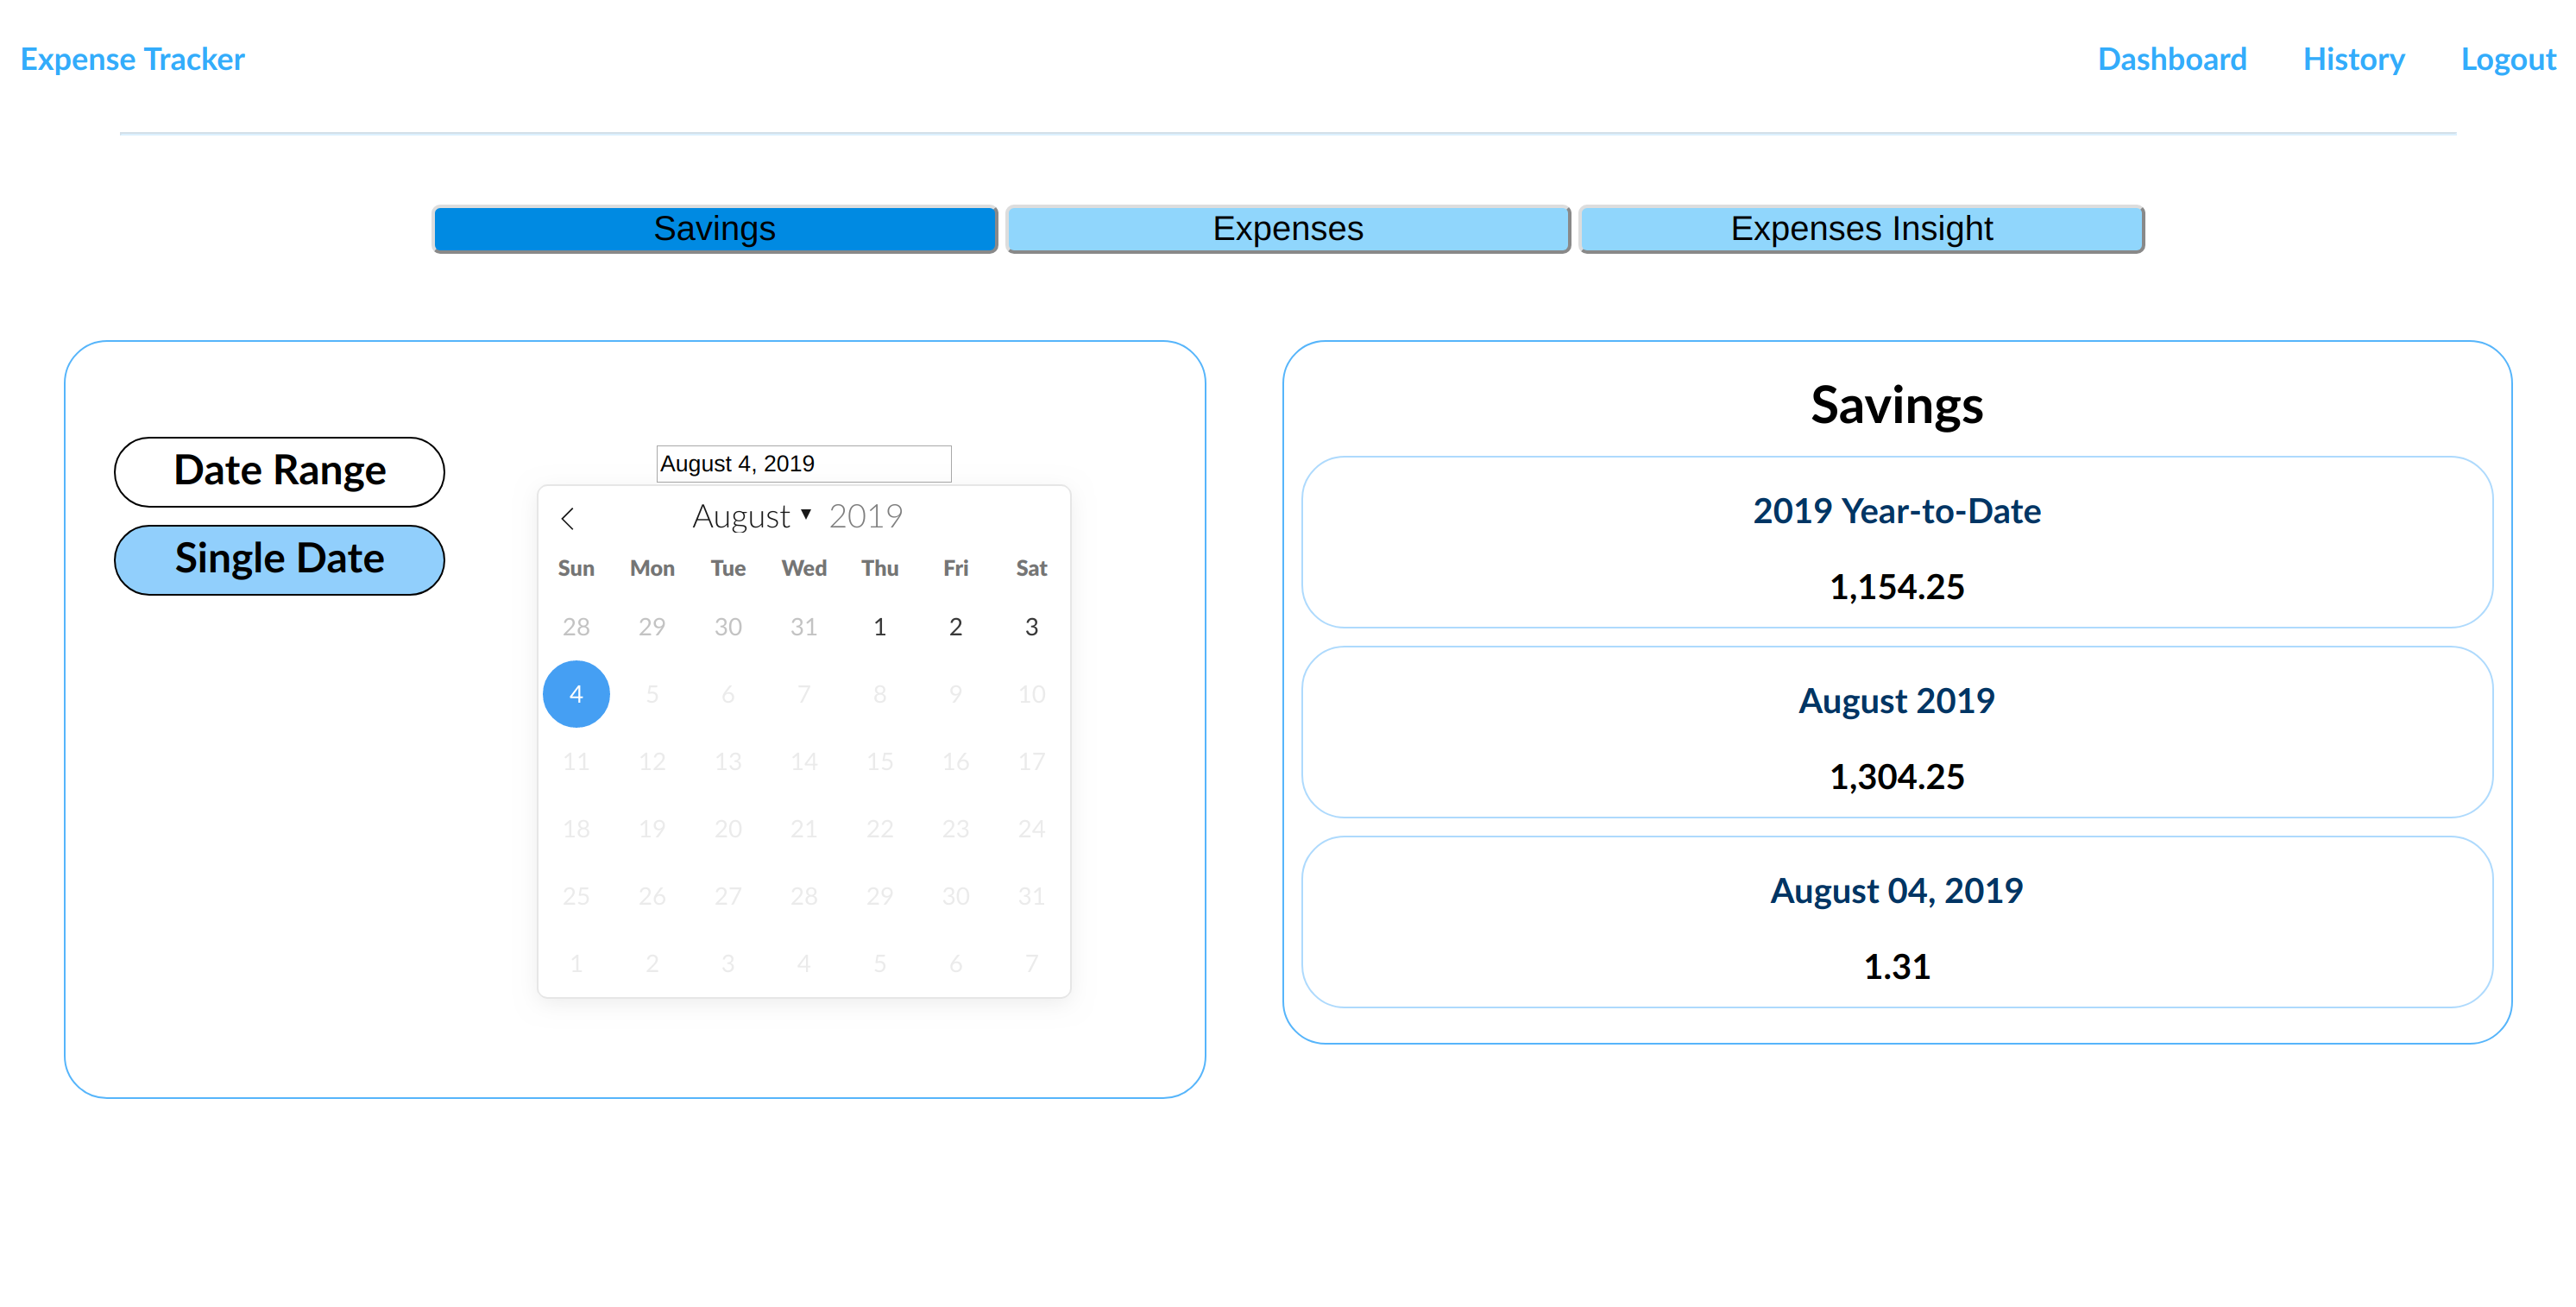 Expense Tracker Dashboard History Logout
Savings Expenses Expenses Insight
Date Range
Single Date
August 4, 2019
August ▼ 2019
Sun Mon Tue Wed Thu Fri Sat
28 29 30 31 1 2 3
4 5 6 7 8 9 10
11 12 13 14 15 16 17
18 19 20 21 22 23 24
25 26 27 28 29 30 31
1 2 3 4 5 6 7
Savings
2019 Year-to-Date
1,154.25
August 2019
1,304.25
August 04, 2019
1.31